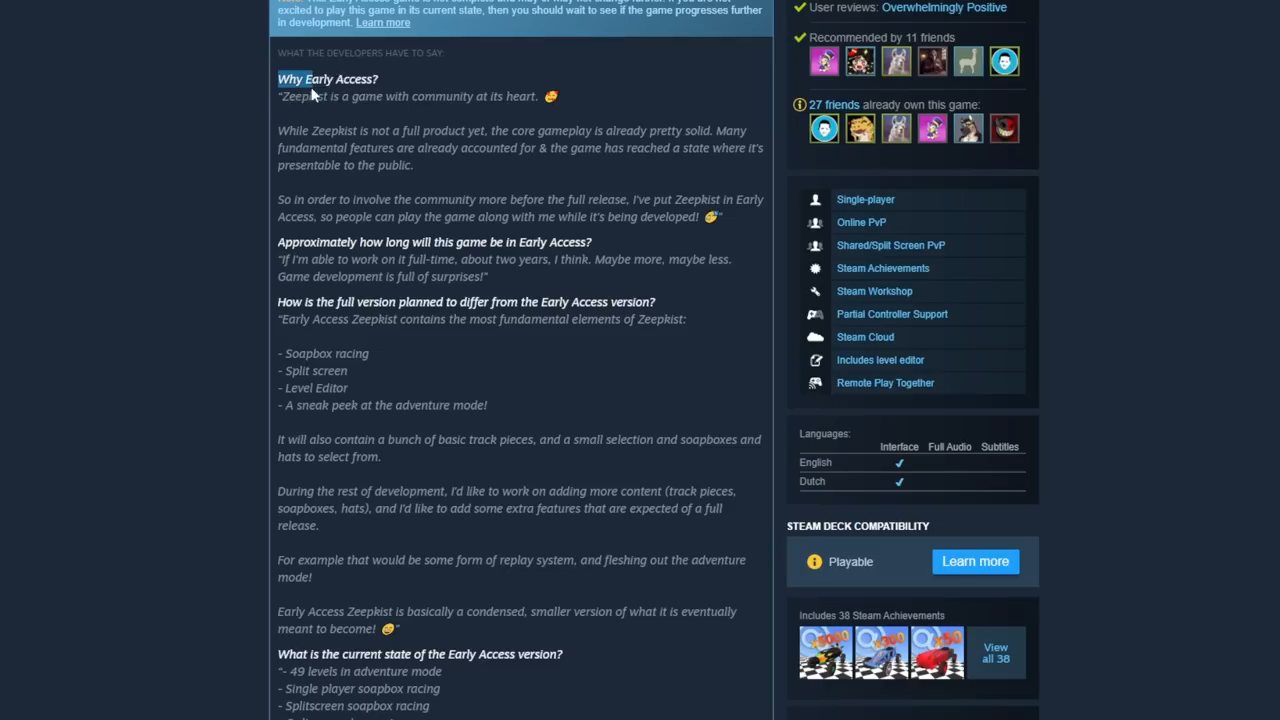 excited to play this game in its current state, then you should wait to see if the game progresses further
in development. Learn more
WHAT THE DEVELOPERS HAVE TO SAY:
Why Early Access?
“Zeepkist is a game with community at its heart. 🥰
While Zeepkist is not a full product yet, the core gameplay is already pretty solid. Many
fundamental features are already accounted for & the game has reached a state where it's
presentable to the public.
So in order to involve the community more before the full release, I've put Zeepkist in Early
Access, so people can play the game along with me while it's being developed! 🥳”
Approximately how long will this game be in Early Access?
“If I'm able to work on it full-time, about two years, I think. Maybe more, maybe less.
Game development is full of surprises!”
How is the full version planned to differ from the Early Access version?
“Early Access Zeepkist contains the most fundamental elements of Zeepkist:
- Soapbox racing
- Split screen
- Level Editor
- A sneak peek at the adventure mode!
It will also contain a bunch of basic track pieces, and a small selection and soapboxes and
hats to select from.
During the rest of development, I'd like to work on adding more content (track pieces,
soapboxes, hats), and I'd like to add some extra features that are expected of a full
release.
For example that would be some form of replay system, and fleshing out the adventure
mode!
Early Access Zeepkist is basically a condensed, smaller version of what it is eventually
meant to become! 😄”
What is the current state of the Early Access version?
“- 49 levels in adventure mode
- Single player soapbox racing
- Splitscreen soapbox racing
User reviews: Overwhelmingly Positive
Recommended by 11 friends
27 friends already own this game:
Single-player
Online PvP
Shared/Split Screen PvP
Steam Achievements
Steam Workshop
Partial Controller Support
Steam Cloud
Includes level editor
Remote Play Together
Languages:
Interface Full Audio Subtitles
English ✔
Dutch ✔
STEAM DECK COMPATIBILITY
Playable Learn more
Includes 38 Steam Achievements
x5000 x300 x50
View
all 38